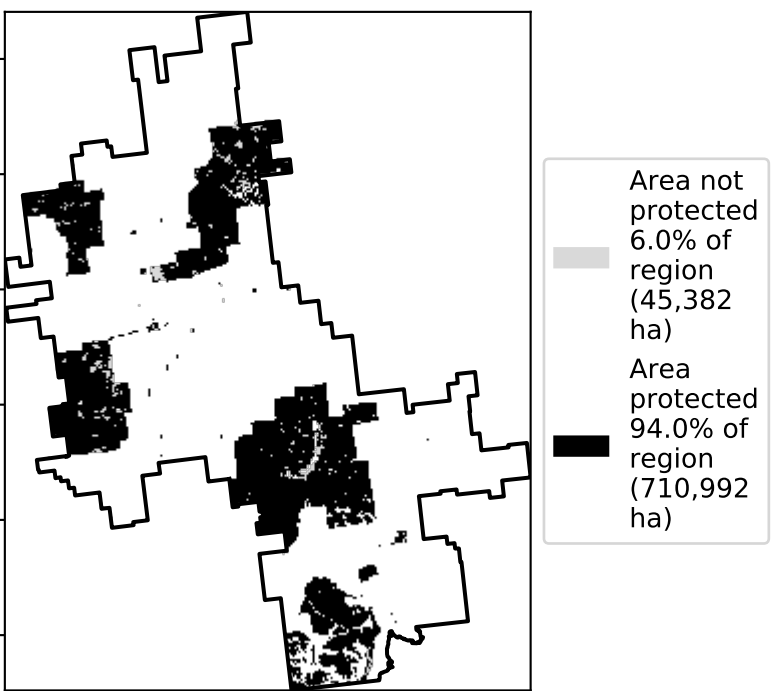 Area not
protected
6.0% of
region
(45,382
ha)
Area
protected
94.0% of
region
(710,992
ha)